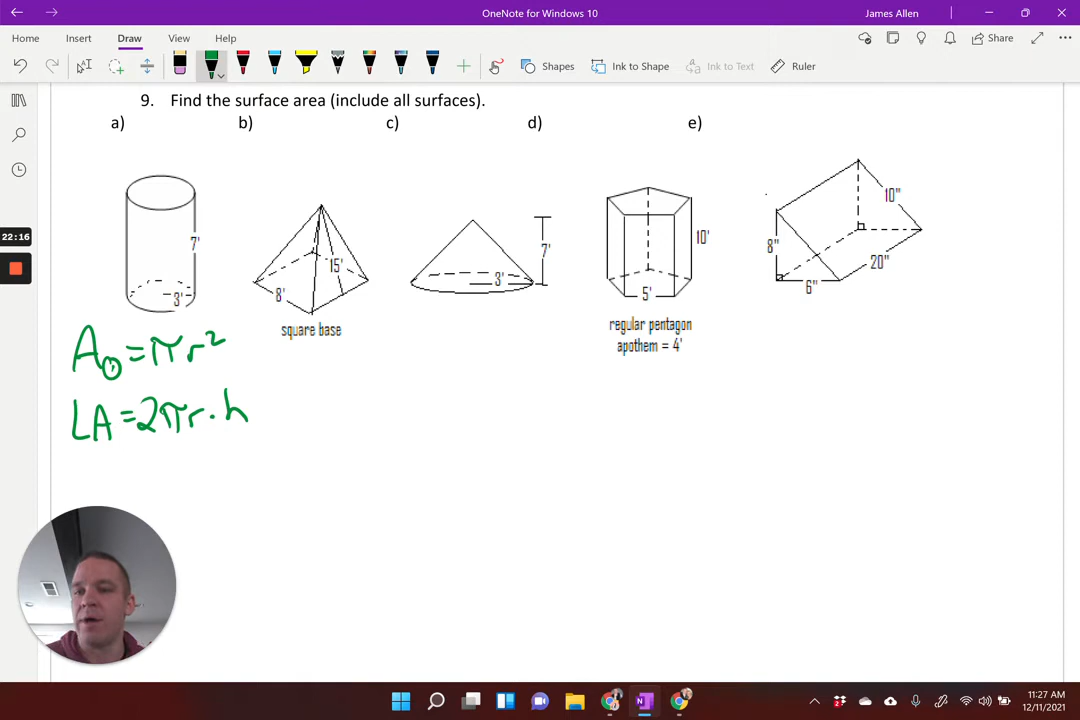 OneNote for Windows 10
James Allen
Home Insert Draw View Help
Share
Shapes
Ink to Shape
Ink to Text
Ruler
9. Find the surface area (include all surfaces).
a) b) c) d) e)
7'
3'
15'
8'
square base
7'
3'
10'
5'
regular pentagon
apothem = 4'
10"
8"
20"
6"
A⊙ = πr²
LA = 2πr · h
22:16
11:27 AM
12/11/2021